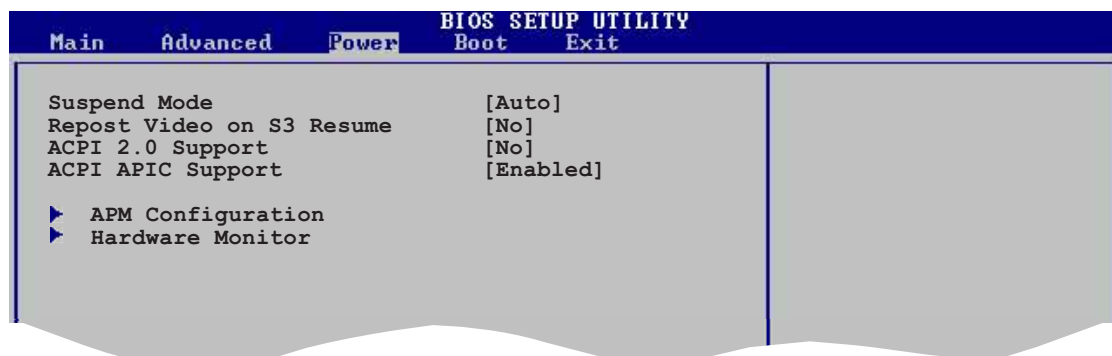 BIOS SETUP UTILITY
Main Advanced Power Boot Exit
Suspend Mode [Auto]
Repost Video on S3 Resume [No]
ACPI 2.0 Support [No]
ACPI APIC Support [Enabled]
APM Configuration
Hardware Monitor